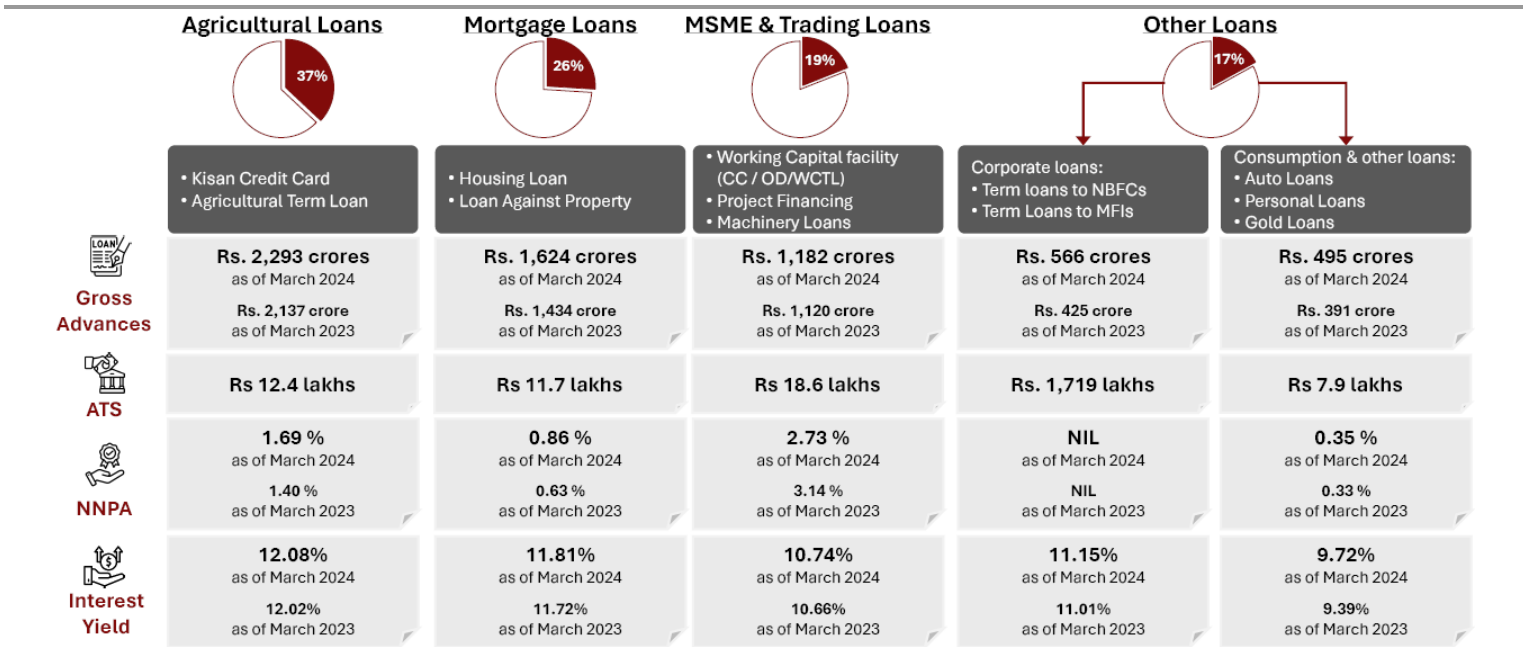 Agricultural Loans
Mortgage Loans
MSME & Trading Loans
Other Loans
37%
26%
19%
17%
• Kisan Credit Card
• Agricultural Term Loan
• Housing Loan
• Loan Against Property
• Working Capital facility
(CC / OD/WCTL)
• Project Financing
• Machinery Loans
Corporate loans:
• Term loans to NBFCs
• Term Loans to MFIs
Consumption & other loans:
• Auto Loans
• Personal Loans
• Gold Loans
LOAN
Gross
Advances
Rs. 2,293 crores
as of March 2024
Rs. 2,137 crore
as of March 2023
Rs. 1,624 crores
as of March 2024
Rs. 1,434 crore
as of March 2023
Rs. 1,182 crores
as of March 2024
Rs. 1,120 crore
as of March 2023
Rs. 566 crores
as of March 2024
Rs. 425 crore
as of March 2023
Rs. 495 crores
as of March 2024
Rs. 391 crore
as of March 2023
ATS
Rs 12.4 lakhs
Rs 11.7 lakhs
Rs 18.6 lakhs
Rs. 1,719 lakhs
Rs 7.9 lakhs
NNPA
1.69 %
as of March 2024
1.40 %
as of March 2023
0.86 %
as of March 2024
0.63 %
as of March 2023
2.73 %
as of March 2024
3.14 %
as of March 2023
NIL
as of March 2024
NIL
as of March 2023
0.35 %
as of March 2024
0.33 %
as of March 2023
$
Interest
Yield
12.08%
as of March 2024
12.02%
as of March 2023
11.81%
as of March 2024
11.72%
as of March 2023
10.74%
as of March 2024
10.66%
as of March 2023
11.15%
as of March 2024
11.01%
as of March 2023
9.72%
as of March 2024
9.39%
as of March 2023